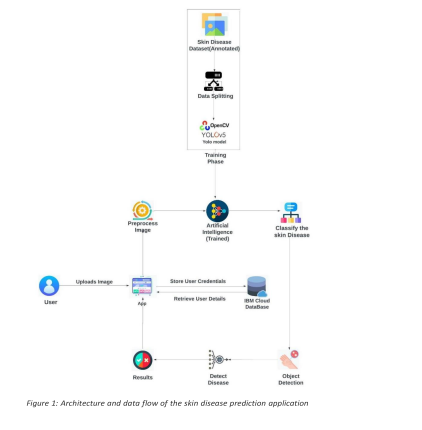 Skin Disease
Dataset(Annotated)
Data Splitting
OpenCV
YOLOv5
Yolo model
Training
Phase
Preprocess
Image
Artificial
Intelligence
(Trained)
Classify the
skin Disease
Uploads Image
Store User Credentials
Retrieve User Details
User
App
IBM Cloud
DataBase
Results
Detect
Disease
Object
Detection
Figure 1: Architecture and data flow of the skin disease prediction application